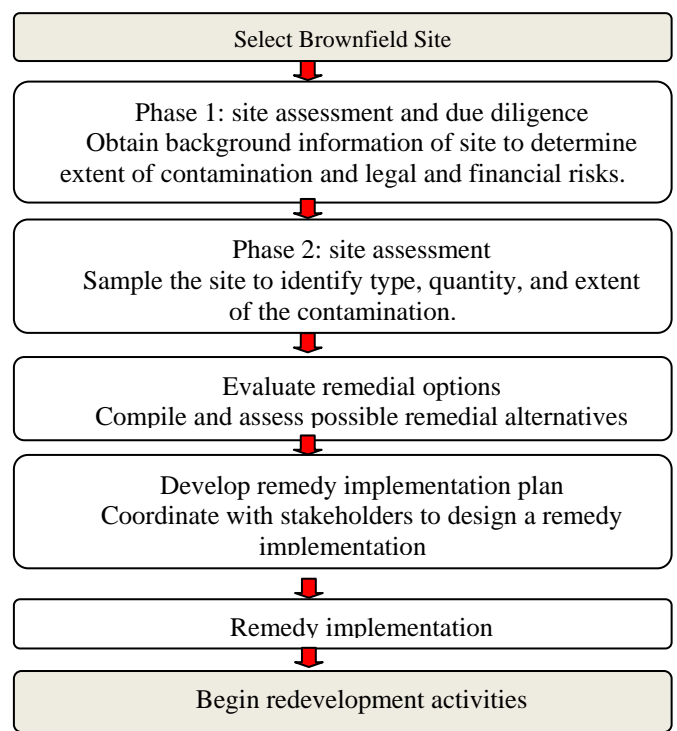 Select Brownfield Site
Phase 1: site assessment and due diligence
Obtain background information of site to determine
extent of contamination and legal and financial risks.
Phase 2: site assessment
Sample the site to identify type, quantity, and extent
of the contamination.
Evaluate remedial options
Compile and assess possible remedial alternatives
Develop remedy implementation plan
Coordinate with stakeholders to design a remedy
implementation
Remedy implementation
Begin redevelopment activities